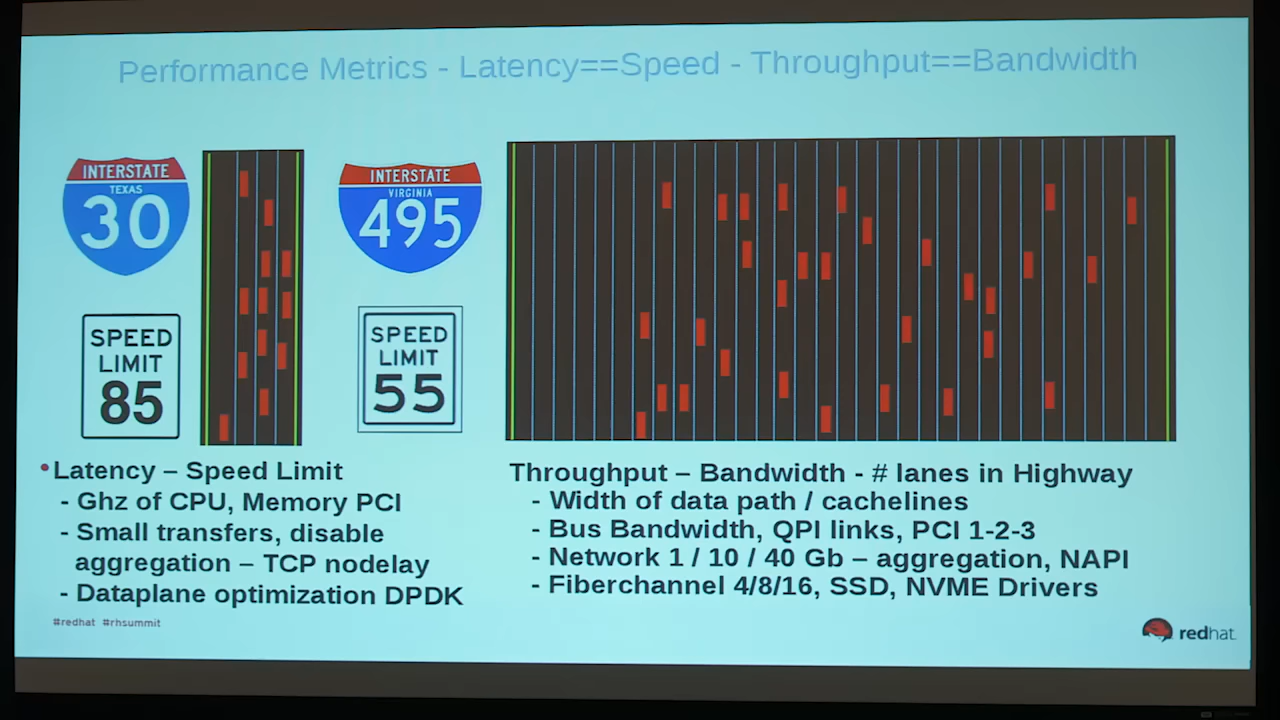 Performance Metrics - Latency==Speed - Throughput==Bandwidth
INTERSTATE
TEXAS
30
SPEED
LIMIT
85
INTERSTATE
VIRGINIA
495
SPEED
LIMIT
55
•Latency – Speed Limit
- Ghz of CPU, Memory PCI
- Small transfers, disable
aggregation – TCP nodelay
- Dataplane optimization DPDK
Throughput – Bandwidth - # lanes in Highway
- Width of data path / cachelines
- Bus Bandwidth, QPI links, PCI 1-2-3
- Network 1 / 10 / 40 Gb – aggregation, NAPI
- Fiberchannel 4/8/16, SSD, NVME Drivers
#redhat #rhsummit
redhat.